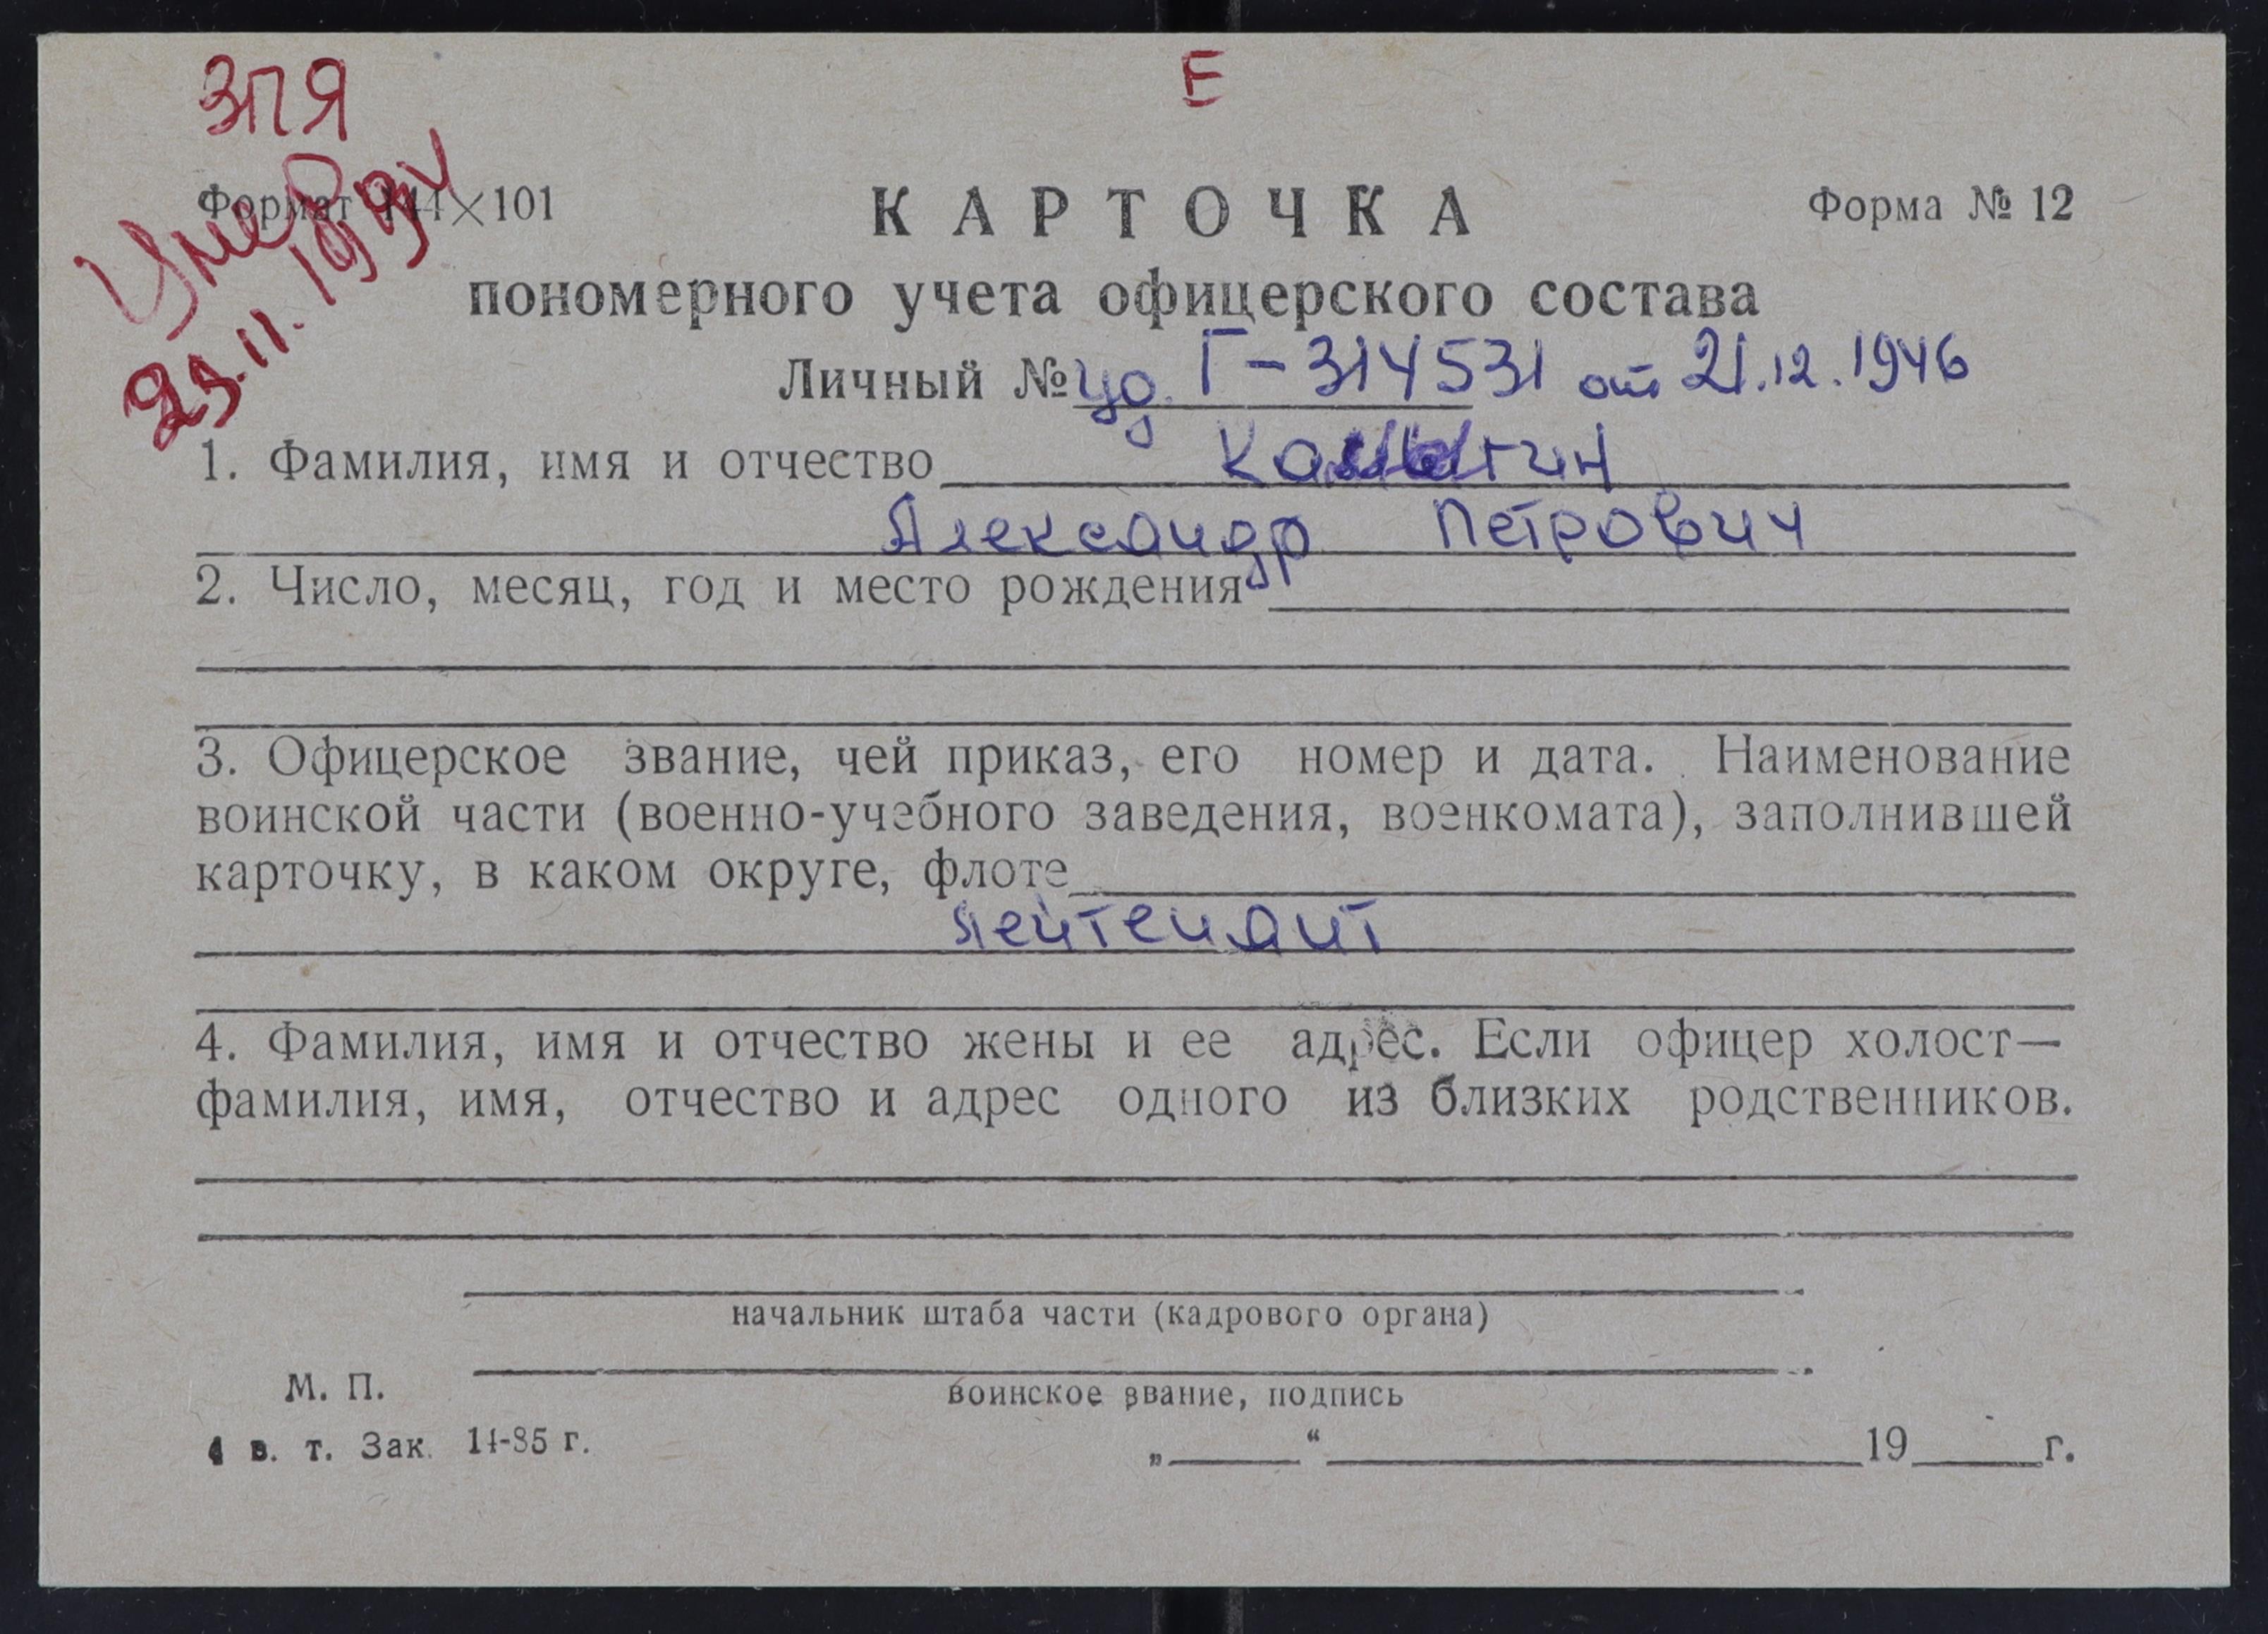 ЗПЯ
Е
Формат 144×101
Форма № 12
Умер
23.11.1994
КАРТОЧКА
пономерного учета офицерского состава
Личный № уд. Г-314531 от 21.12.1946
1. Фамилия, имя и отчество
Александр Петрович
2. Число, месяц, год и место рождения
3. Офицерское звание, чей приказ, его номер и дата. Наименование
воинской части (военно-учебного заведения, военкомата), заполнившей
карточку, в каком округе, флоте
лейтенант
4. Фамилия, имя и отчество жены и ее адрес. Если офицер холост—
фамилия, имя, отчество и адрес одного из близких родственников.
начальник штаба части (кадрового органа)
М. П.
воинское звание, подпись
4 в. т. Зак. 14-85 г.
„ “ 19 г.